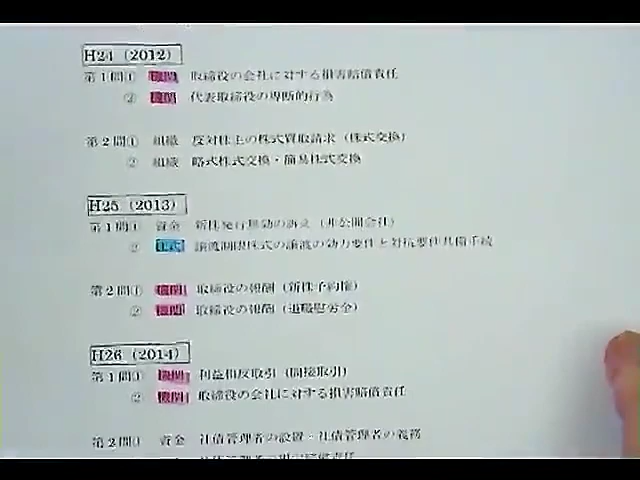 H24（2012）
第1問① 機関 取締役の会社に対する損害賠償責任
② 機関 代表取締役の専断的行為
第2問① 組織 反対株主の株式買取請求（株式交換）
② 組織 略式株式交換・簡易株式交換
H25（2013）
第1問① 資金 新株発行無効の訴え（非公開会社）
② 株式 譲渡制限株式の譲渡の効力要件と対抗要件具備手続
第2問① 機関 取締役の報酬（新株予約権）
② 機関 取締役の報酬（退職慰労金）
H26（2014）
第1問① 機関 利益相反取引（間接取引）
② 機関 取締役の会社に対する損害賠償責任
第2問① 資金 社債管理者の設置・社債管理者の義務